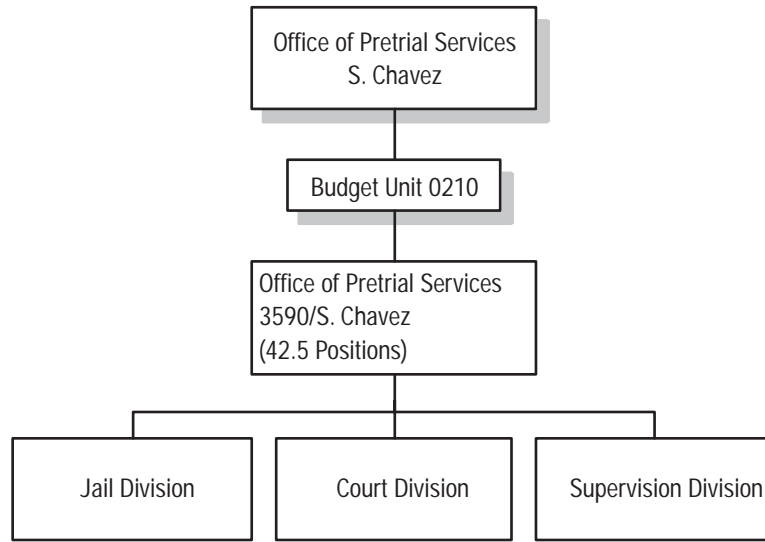 Office of Pretrial Services
S. Chavez
Budget Unit 0210
Office of Pretrial Services
3590/S. Chavez
(42.5 Positions)
Jail Division
Court Division
Supervision Division